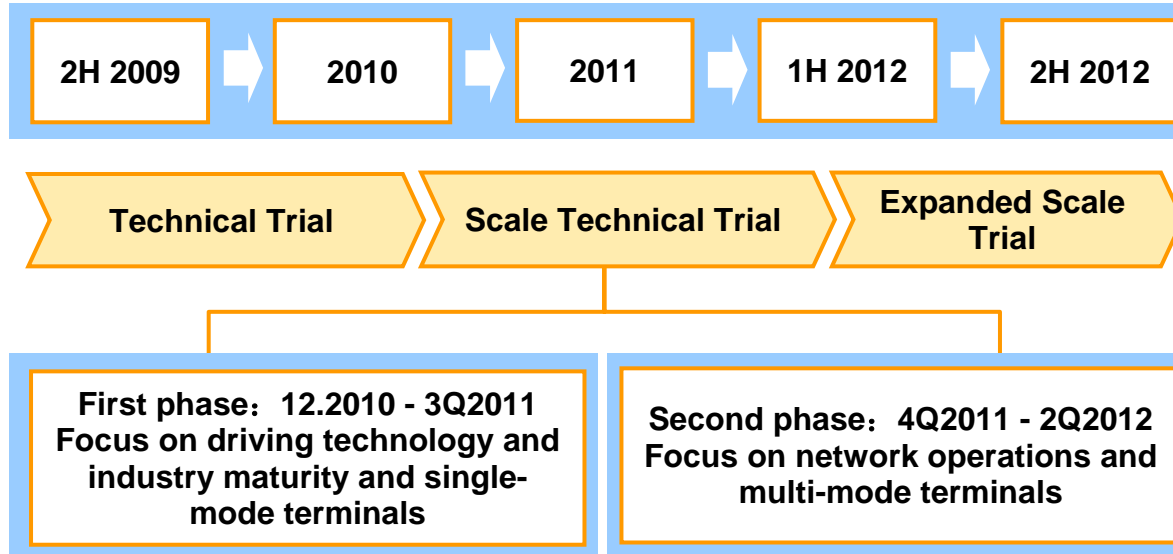 2H 2009
2010
2011
1H 2012
2H 2012
Technical Trial
Scale Technical Trial
Expanded Scale
Trial
First phase：12.2010 - 3Q2011
Focus on driving technology and
industry maturity and single-
mode terminals
Second phase：4Q2011 - 2Q2012
Focus on network operations and
multi-mode terminals